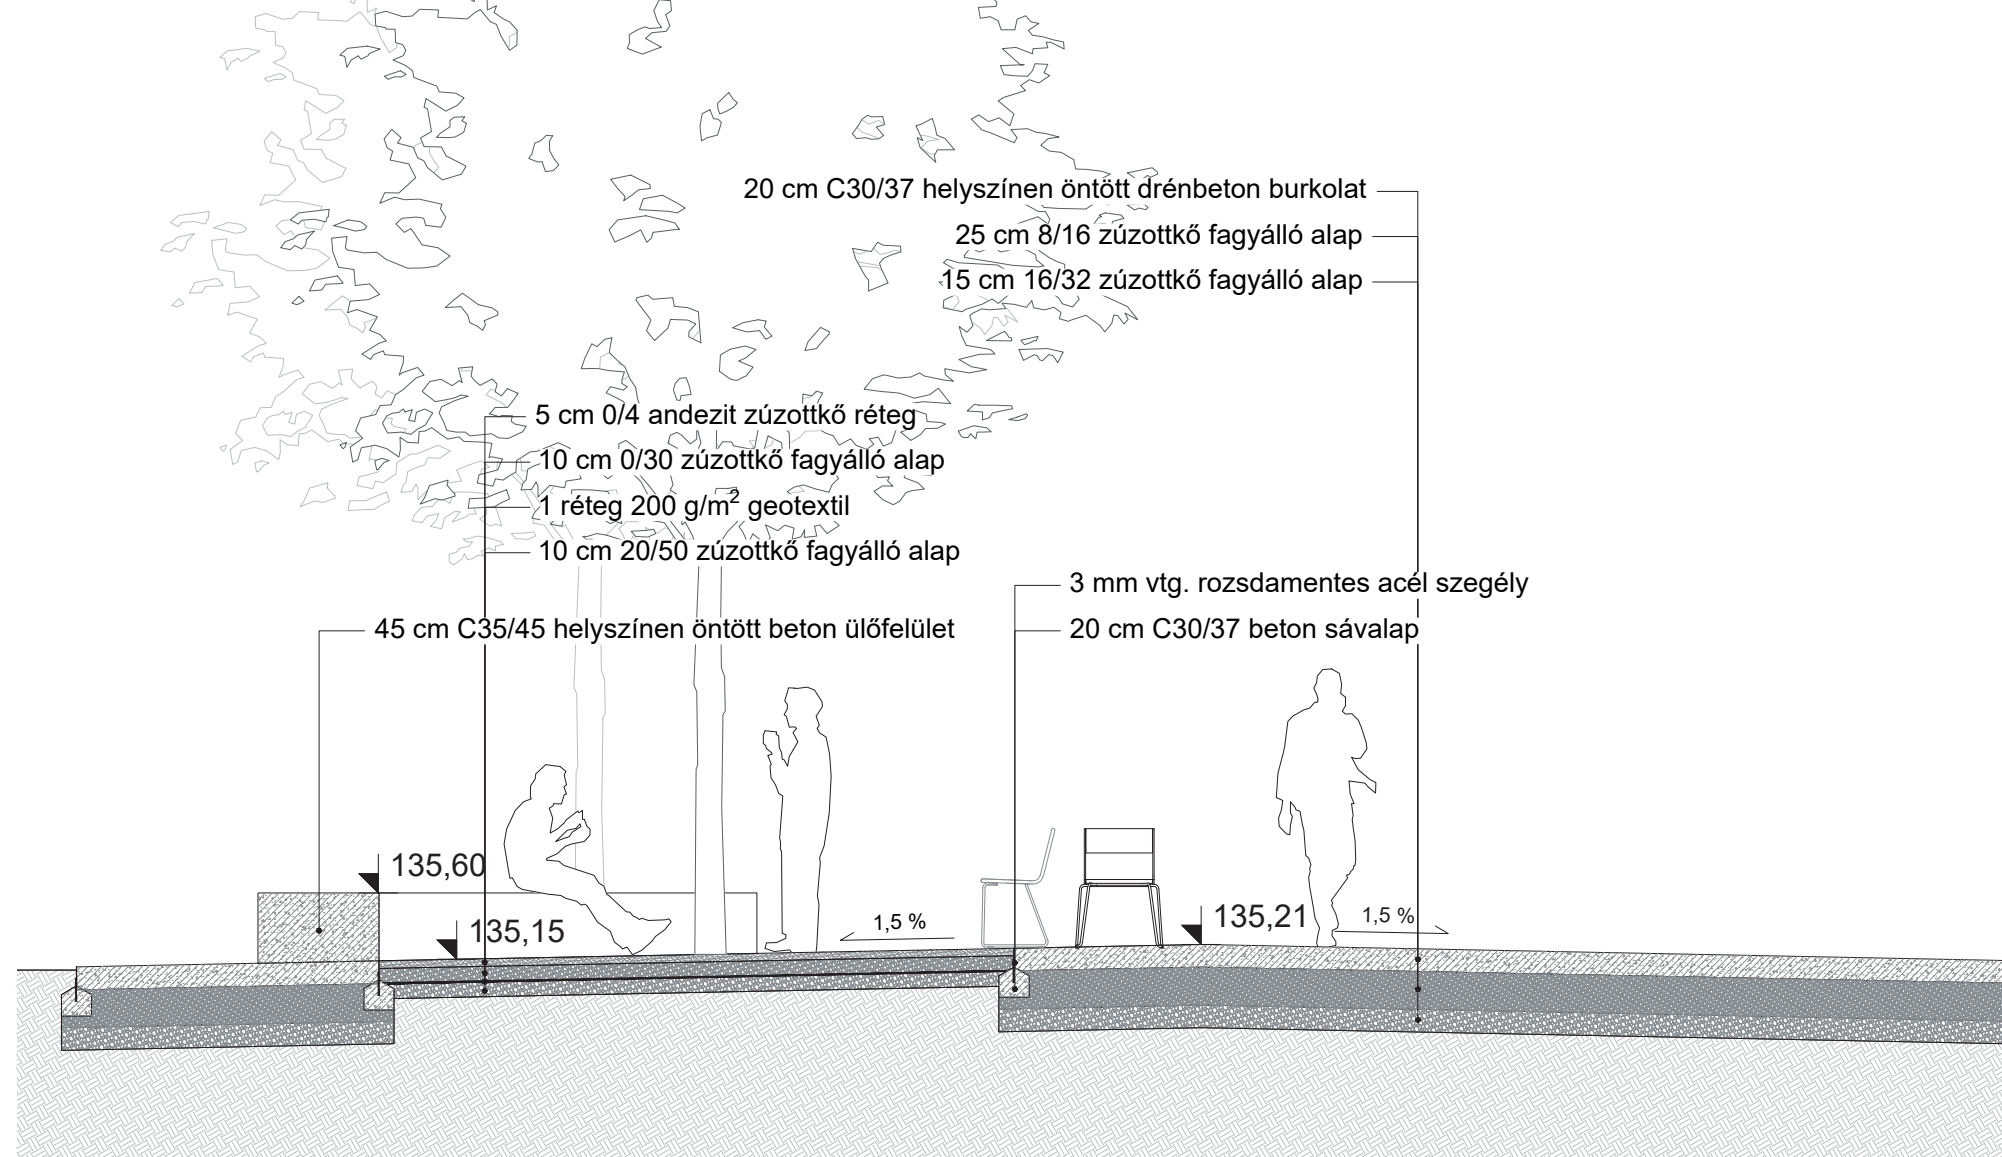 20 cm C30/37 helyszínen öntött drénbeton burkolat
25 cm 8/16 zúzottkő fagyálló alap
15 cm 16/32 zúzottkő fagyálló alap
5 cm 0/4 andezit zúzottkő réteg
10 cm 0/30 zúzottkő fagyálló alap
1 réteg 200 g/m² geotextil
10 cm 20/50 zúzottkő fagyálló alap
3 mm vtg. rozsdamentes acél szegély
45 cm C35/45 helyszínen öntött beton ülőfelület
20 cm C30/37 beton sávalap
135,60
135,15
1,5 %
135,21
1,5 %